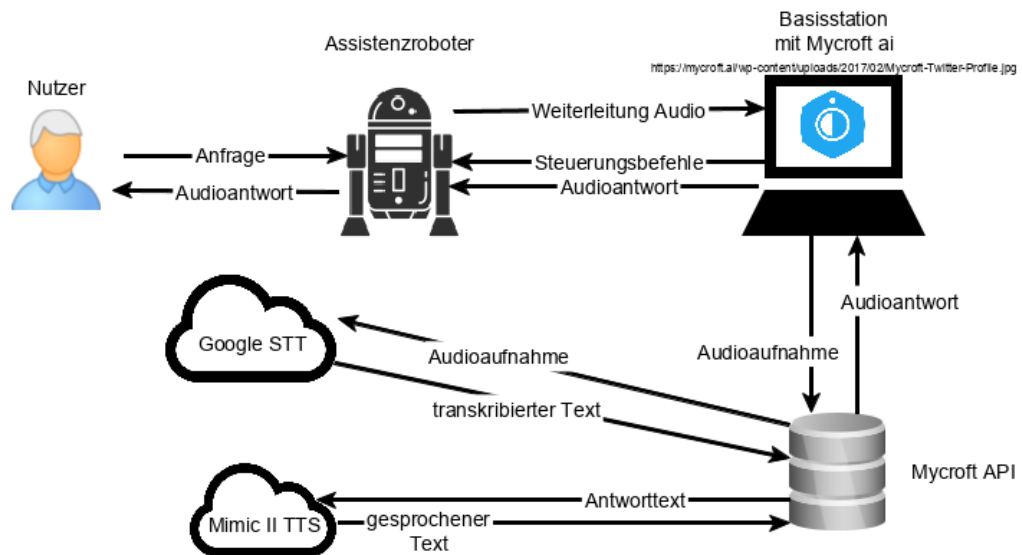 Basisstation
mit Mycroft ai
Assistenzroboter
https://mycroft.ai/wp-content/uploads/2017/02/Mycroft-Twitter-Profile.jpg
Nutzer
Weiterleitung Audio
Anfrage
Steuerungsbefehle
Audioantwort
Audioantwort
Audioantwort
Google STT
Audioaufnahme
Audioaufnahme
transkribierter Text
Mycroft API
Antworttext
Mimic II TTS
gesprochener
Text